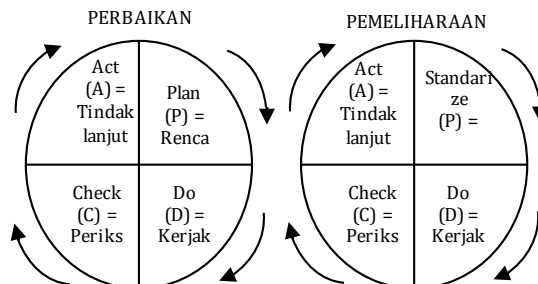 PERBAIKAN
Act
(A) =
Tindak
lanjut
Plan
(P) =
Renca
Check
(C) =
Periks
Do
(D) =
Kerjak
PEMELIHARAAN
Act
(A) =
Tindak
lanjut
Standari
ze
(P) =
Check
(C) =
Periks
Do
(D) =
Kerjak